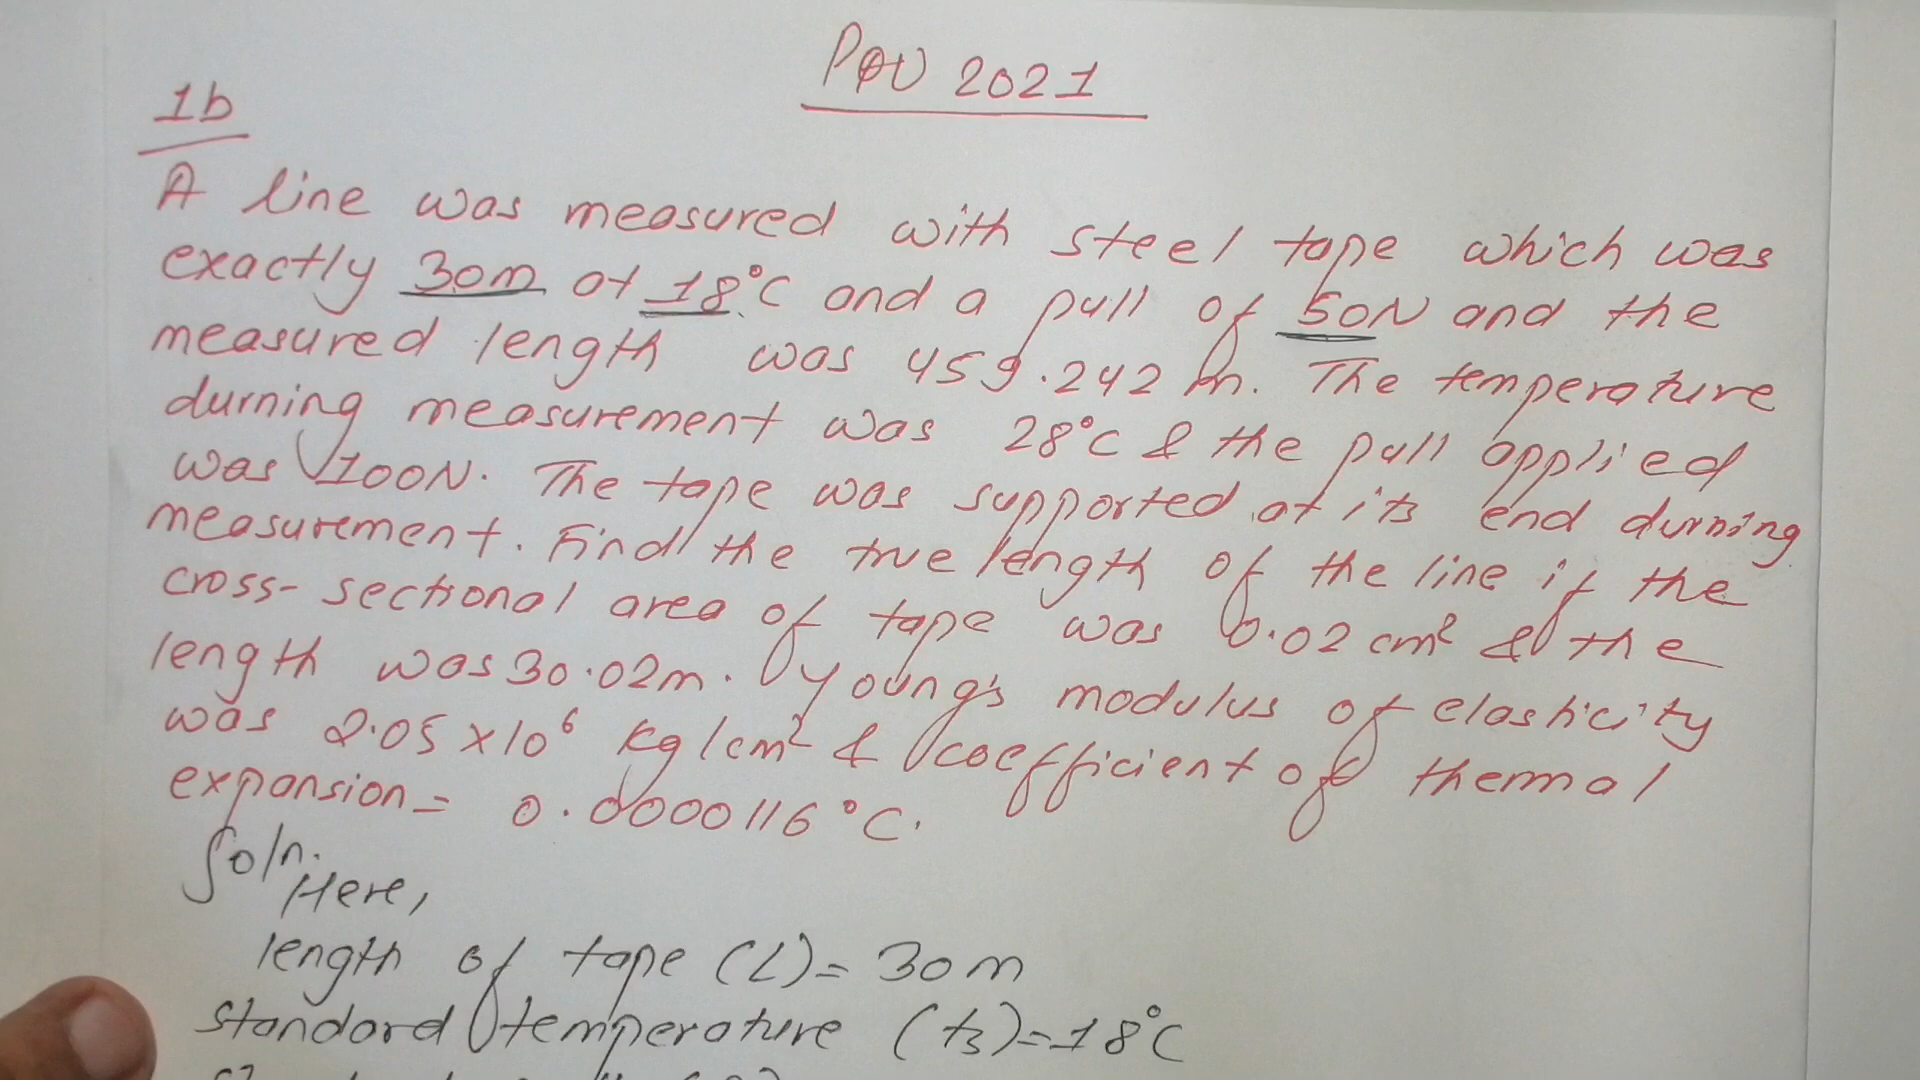 POU 2021
1b
A line was measured with steel tape which was
exactly 30m at 18°C and a pull of 50N and the
measured length was 459.242 m. The temperature
durning measurement was 28°C & the pull applied
was 100N. The tape was supported at its end durning
measurement. Find the true length of the line if the
cross-sectional area of tape was 0.02 cm² & the
length was 30.02m. Young's modulus of elasticity
was 2.05 x 10⁶ kg/cm² & coefficient of thermal
expansion = 0.0000116 °C.
Soln.
Here,
length of tape (L) = 30m
Standard temperature (ts) = 18°C